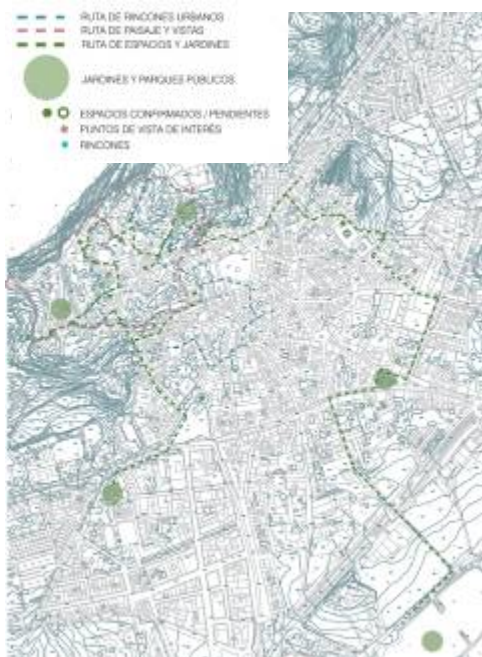 RUTA DE RINCONES URBANOS
RUTA DE PAISAJE Y VISTAS
RUTA DE ESPACIOS Y JARDINES
JARDINES Y PARQUES PÚBLICOS
ESPACIOS CONFIRMADOS / PENDIENTES
PUNTOS DE VISTA DE INTERÉS
RINCONES